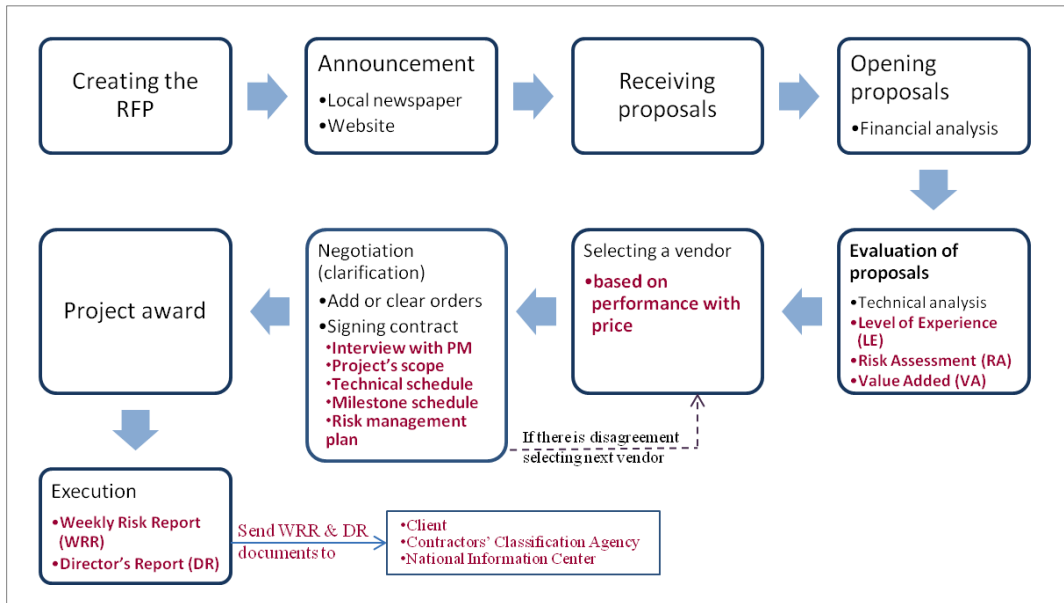 Creating the
RFP
Announcement
•Local newspaper
•Website
Receiving
proposals
Opening
proposals
•Financial analysis
Evaluation of
proposals
•Technical analysis
•Level of Experience
(LE)
•Risk Assessment (RA)
•Value Added (VA)
Selecting a vendor
•based on
performance with
price
Negotiation
(clarification)
•Add or clear orders
•Signing contract
•Interview with PM
•Project's scope
•Technical schedule
•Milestone schedule
•Risk management
plan
If there is disagreement
selecting next vendor
Project award
Execution
•Weekly Risk Report
(WRR)
•Director's Report (DR)
Send WRR & DR
documents to
•Client
•Contractors' Classification Agency
•National Information Center